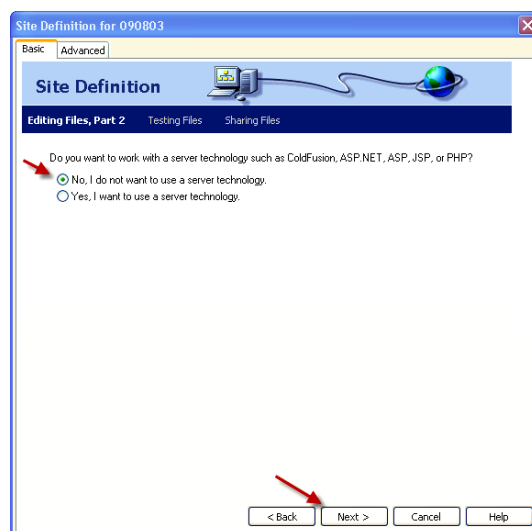 Site Definition for 090803
Basic Advanced
Site Definition
Editing Files, Part 2 Testing Files Sharing Files
Do you want to work with a server technology such as ColdFusion, ASP.NET, ASP, JSP, or PHP?
No, I do not want to use a server technology.
Yes, I want to use a server technology.
< Back Next > Cancel Help